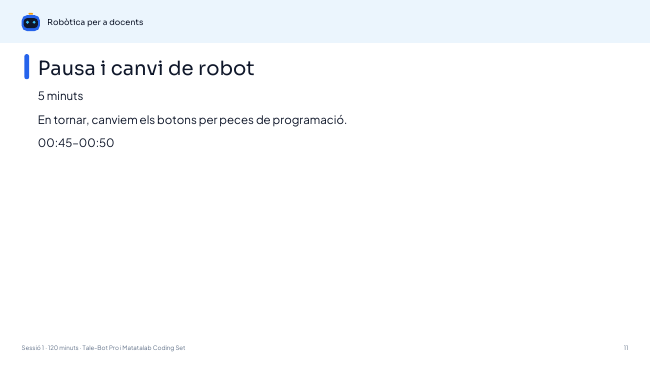 Robòtica per a docents
Pausa i canvi de robot
5 minuts
En tornar, canviem els botons per peces de programació.
00:45–00:50
Sessió 1 · 120 minuts · Tale-Bot Pro i Matatalab Coding Set
11